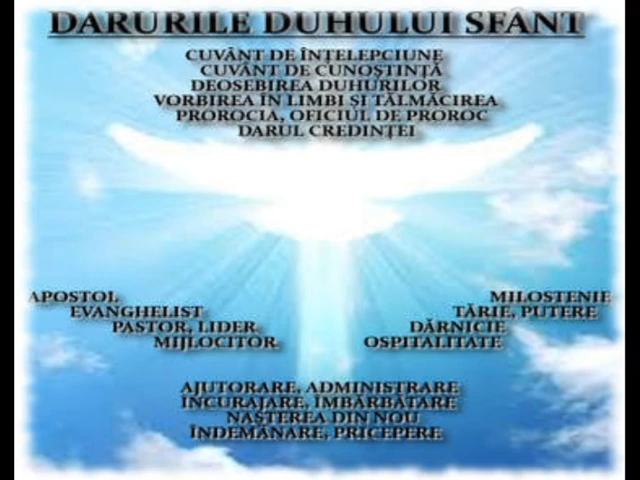 DARURILE DUHULUI SFÂNT
CUVÂNT DE ÎNȚELEPCIUNE
CUVÂNT DE CUNOȘTINȚĂ
DEOSEBIREA DUHURILOR
VORBIREA ÎN LIMBI ȘI TĂLMĂCIREA
PROROCIA, OFICIUL DE PROROC
DARUL CREDINȚEI
APOSTOL
EVANGHELIST
PASTOR, LIDER
MIJLOCITOR
MILOSTENIE
TĂRIE, PUTERE
DĂRNICIE
OSPITALITATE
AJUTORARE, ADMINISTRARE
ÎNCURAJARE, ÎMBĂRBĂTARE
NAȘTEREA DIN NOU
ÎNDEMÂNARE, PRICEPERE